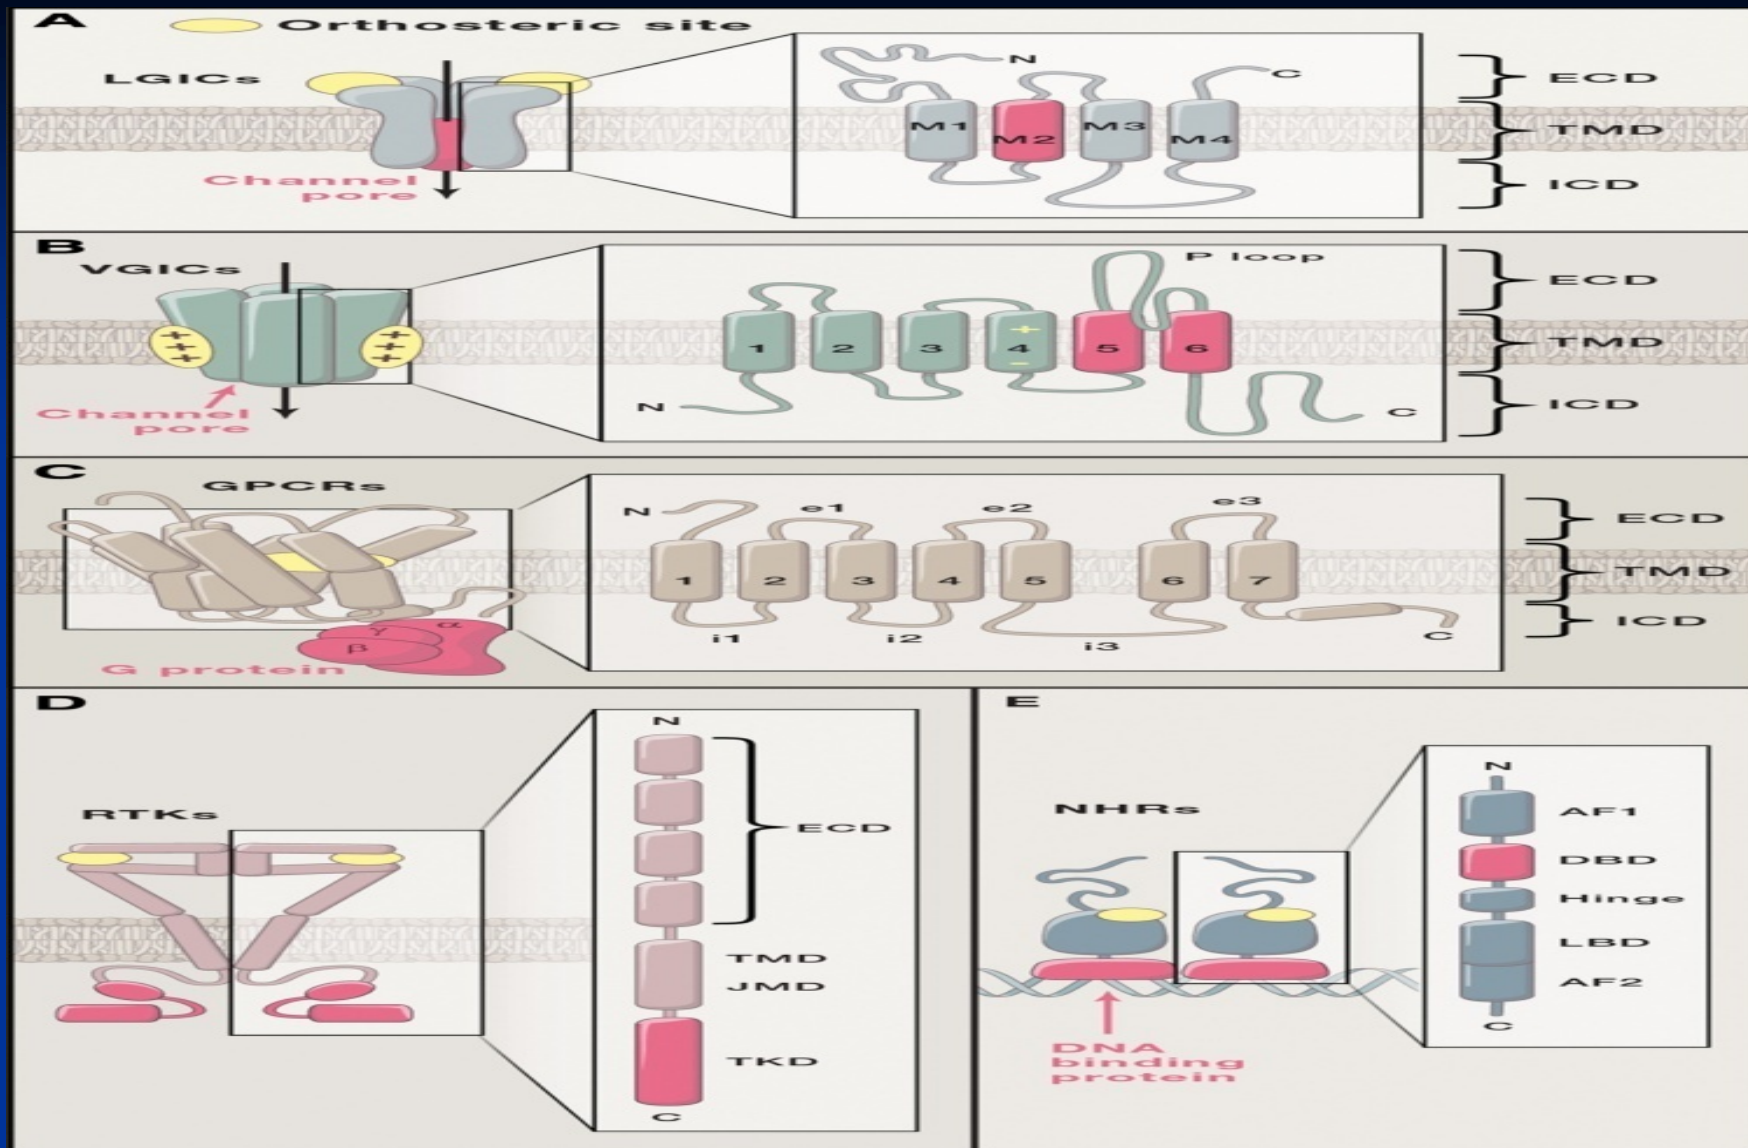 A
Orthosteric site
LGICs
Channel
pore
N
C
M1
M2
M3
M4
ECD
TMD
ICD
B
VGICs
+
+
+
+
+
+
Channel
pore
P loop
1
2
3
+
4
–
5
6
N
C
ECD
TMD
ICD
C
GPCRs
γ
α
β
G protein
N
e1
e2
e3
1
2
3
4
5
6
7
i1
i2
i3
C
ECD
TMD
ICD
D
RTKs
N
ECD
TMD
JMD
TKD
C
E
NHRs
DNA
binding
protein
N
AF1
DBD
Hinge
LBD
AF2
C